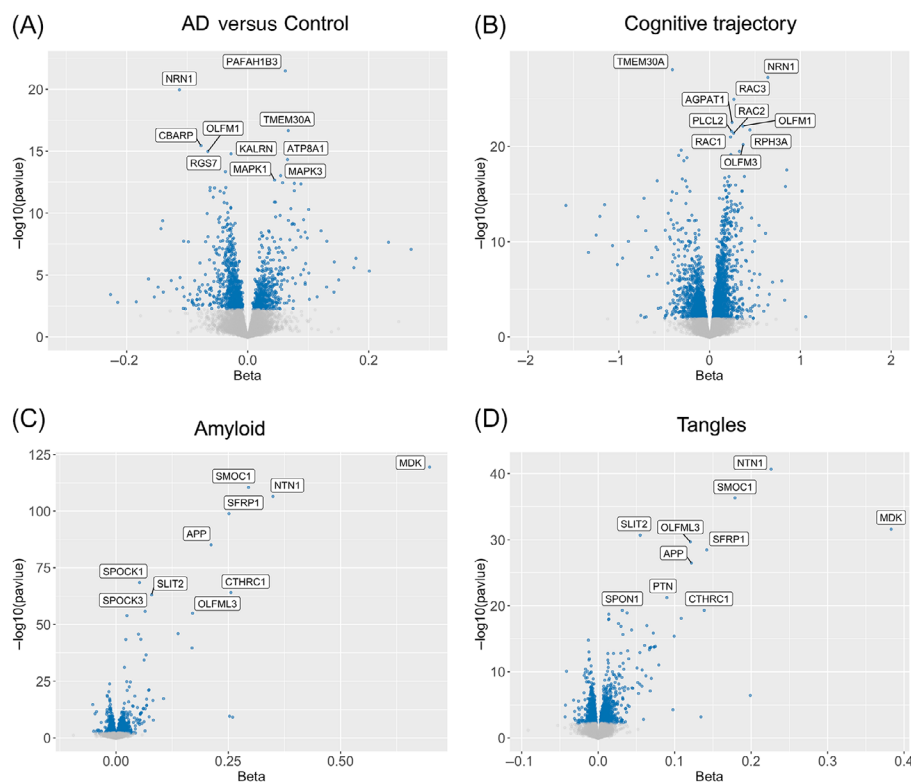 (A)
AD versus Control
PAFAH1B3
NRN1
TMEM30A
CBARP
OLFM1
KALRN
ATP8A1
RGS7
MAPK1
MAPK3
−log10(pavlue)
20
15
10
5
0
−0.2
0.0
0.2
Beta
(B)
Cognitive trajectory
TMEM30A
NRN1
RAC3
AGPAT1
RAC2
PLCL2
OLFM1
RAC1
RPH3A
OLFM3
−log10(pavlue)
30
20
10
0
−2
−1
0
1
2
Beta
(C)
Amyloid
MDK
SMOC1
NTN1
SFRP1
APP
SPOCK1
SLIT2
CTHRC1
SPOCK3
OLFML3
−log10(pavlue)
125
100
75
50
25
0
0.00
0.25
0.50
Beta
(D)
Tangles
NTN1
SMOC1
MDK
SLIT2
OLFML3
SFRP1
APP
PTN
SPON1
CTHRC1
−log10(pavlue)
40
30
20
10
0
−0.1
0.0
0.1
0.2
0.3
0.4
Beta